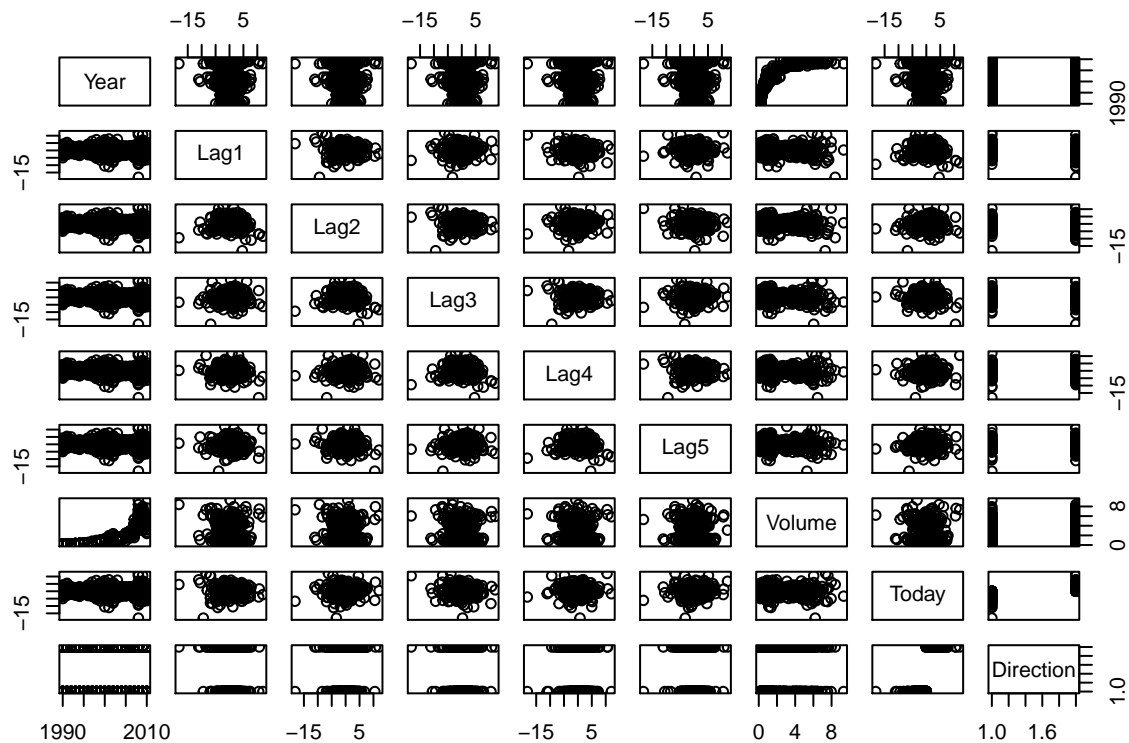 −15 5 −15 5 −15 5 −15 5
Year
1990
−15
Lag1
Lag2
−15
−15
Lag3
Lag4
−15
−15
Lag5
Volume
0 8
−15
Today
Direction
1.0
1990 2010 −15 5 −15 5 0 4 8 1.0 1.6